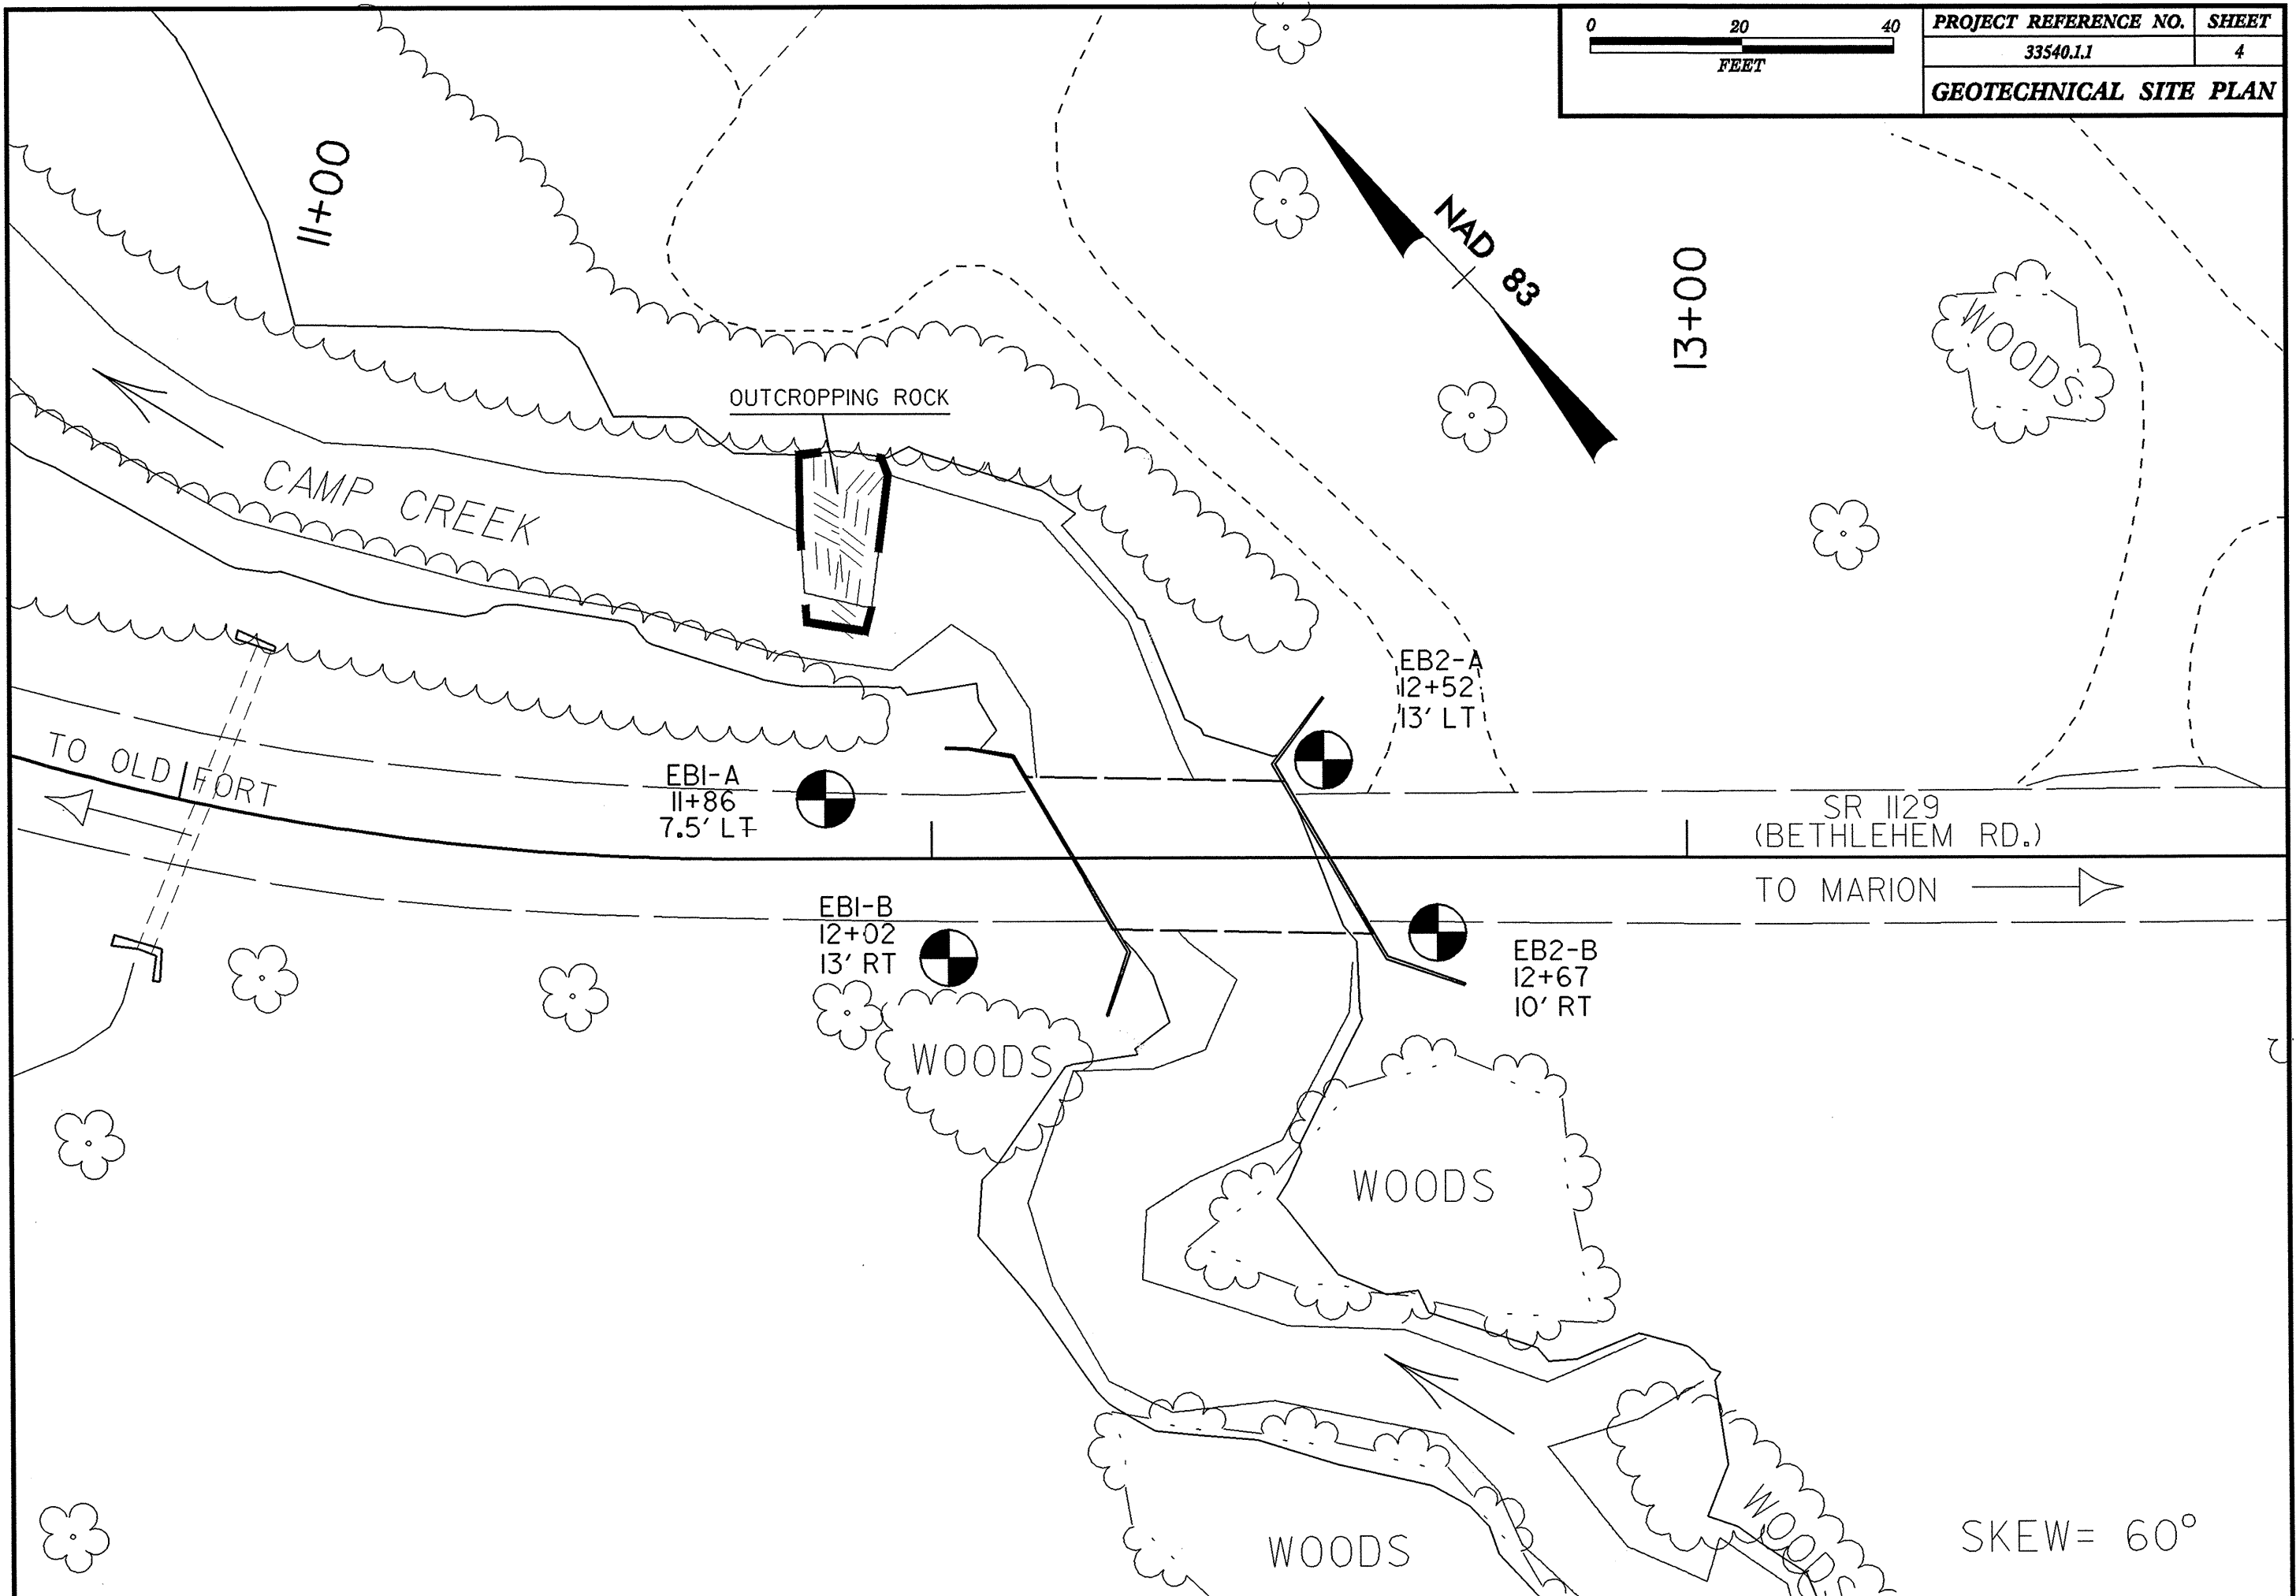 0 20 40
FEET
PROJECT REFERENCE NO. SHEET
33540.1.1 4
GEOTECHNICAL SITE PLAN
11+00
NAD 83
13+00
WOODS
OUTCROPPING ROCK
CAMP CREEK
EB2-A
12+52
13' LT
TO OLD FORT
EB1-A
11+86
7.5' LT
SR 1129
(BETHLEHEM RD.)
TO MARION
EB1-B
12+02
13' RT
EB2-B
12+67
10' RT
WOODS
WOODS
WOODS
WOODS
SKEW= 60°